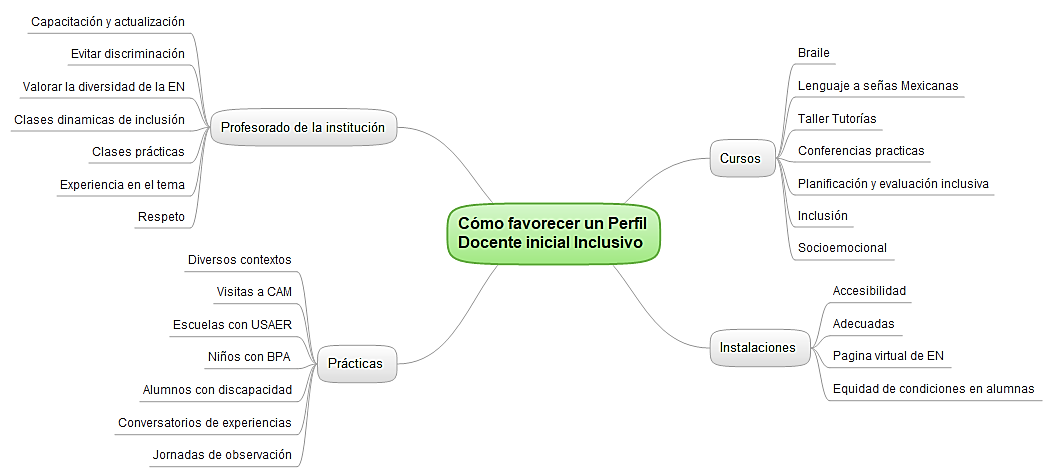 Capacitación y actualización
Evitar discriminación
Valorar la diversidad de la EN
Clases dinamicas de inclusión
Clases prácticas
Experiencia en el tema
Respeto
Profesorado de la institución
Diversos contextos
Visitas a CAM
Escuelas con USAER
Niños con BPA
Alumnos con discapacidad
Conversatorios de experiencias
Jornadas de observación
Prácticas
Cómo favorecer un Perfil
Docente inicial Inclusivo
Cursos
Braile
Lenguaje a señas Mexicanas
Taller Tutorías
Conferencias practicas
Planificación y evaluación inclusiva
Inclusión
Socioemocional
Instalaciones
Accesibilidad
Adecuadas
Pagina virtual de EN
Equidad de condiciones en alumnas